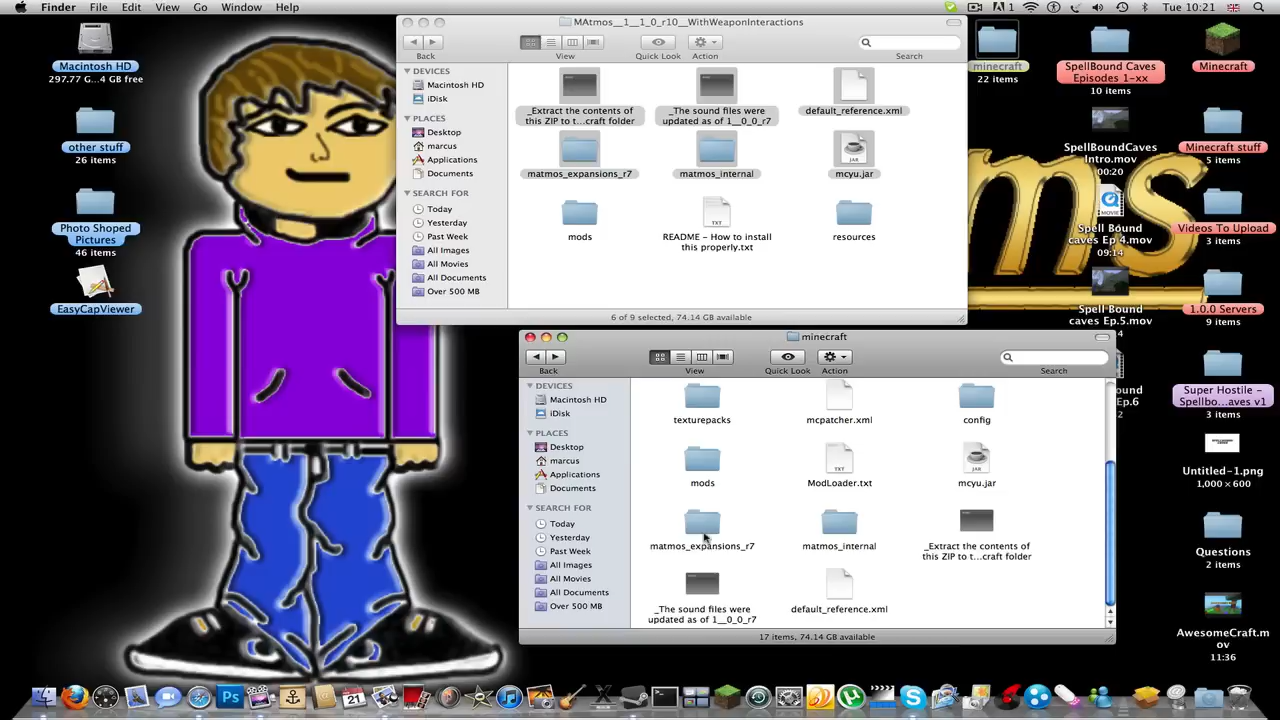 Finder File Edit View Go Window Help
1
Tue 10:21
MAtmos__1__1_0_r10__WithWeaponInteractions
Back View Quick Look Action Search
DEVICES
Macintosh HD
iDisk
PLACES
Desktop
marcus
Applications
Documents
SEARCH FOR
Today
Yesterday
Past Week
All Images
All Movies
All Documents
Over 500 MB
_Extract the contents of
this ZIP to t...craft folder
_The sound files were
updated as of 1__0_0_r7
default_reference.xml
matmos_expansions_r7
matmos_internal
JAR
mcyu.jar
mods
TXT
README - How to install
this properly.txt
resources
6 of 9 selected, 74.14 GB available
minecraft
Back View Quick Look Action Search
DEVICES
Macintosh HD
iDisk
PLACES
Desktop
marcus
Applications
Documents
SEARCH FOR
Today
Yesterday
Past Week
All Images
All Movies
All Documents
Over 500 MB
texturepacks
mcpatcher.xml
config
mods
TXT
ModLoader.txt
JAR
mcyu.jar
matmos_expansions_r7
matmos_internal
_Extract the contents of
this ZIP to t...craft folder
_The sound files were
updated as of 1__0_0_r7
default_reference.xml
17 items, 74.14 GB available
Macintosh HD
297.77 G...4 GB free
other stuff
26 items
Photo Shoped
Pictures
46 items
EasyCapViewer
minecraft
22 items
SpellBound Caves
Episodes 1-xx
10 items
Minecraft
SpellBoundCaves
Intro.mov
00:20
Minecraft stuff
5 items
MOVIE
Spell Bound
caves Ep 4.mov
09:14
Videos To Upload
3 items
Spell Bound
caves Ep.5.mov
1.0.0 Servers
9 items
Super Hostile -
Spellbo...aves v1
3 items
Untitled-1.png
1,000 × 600
Questions
2 items
AwesomeCraft.m
ov
11:36
ms
Ps
21